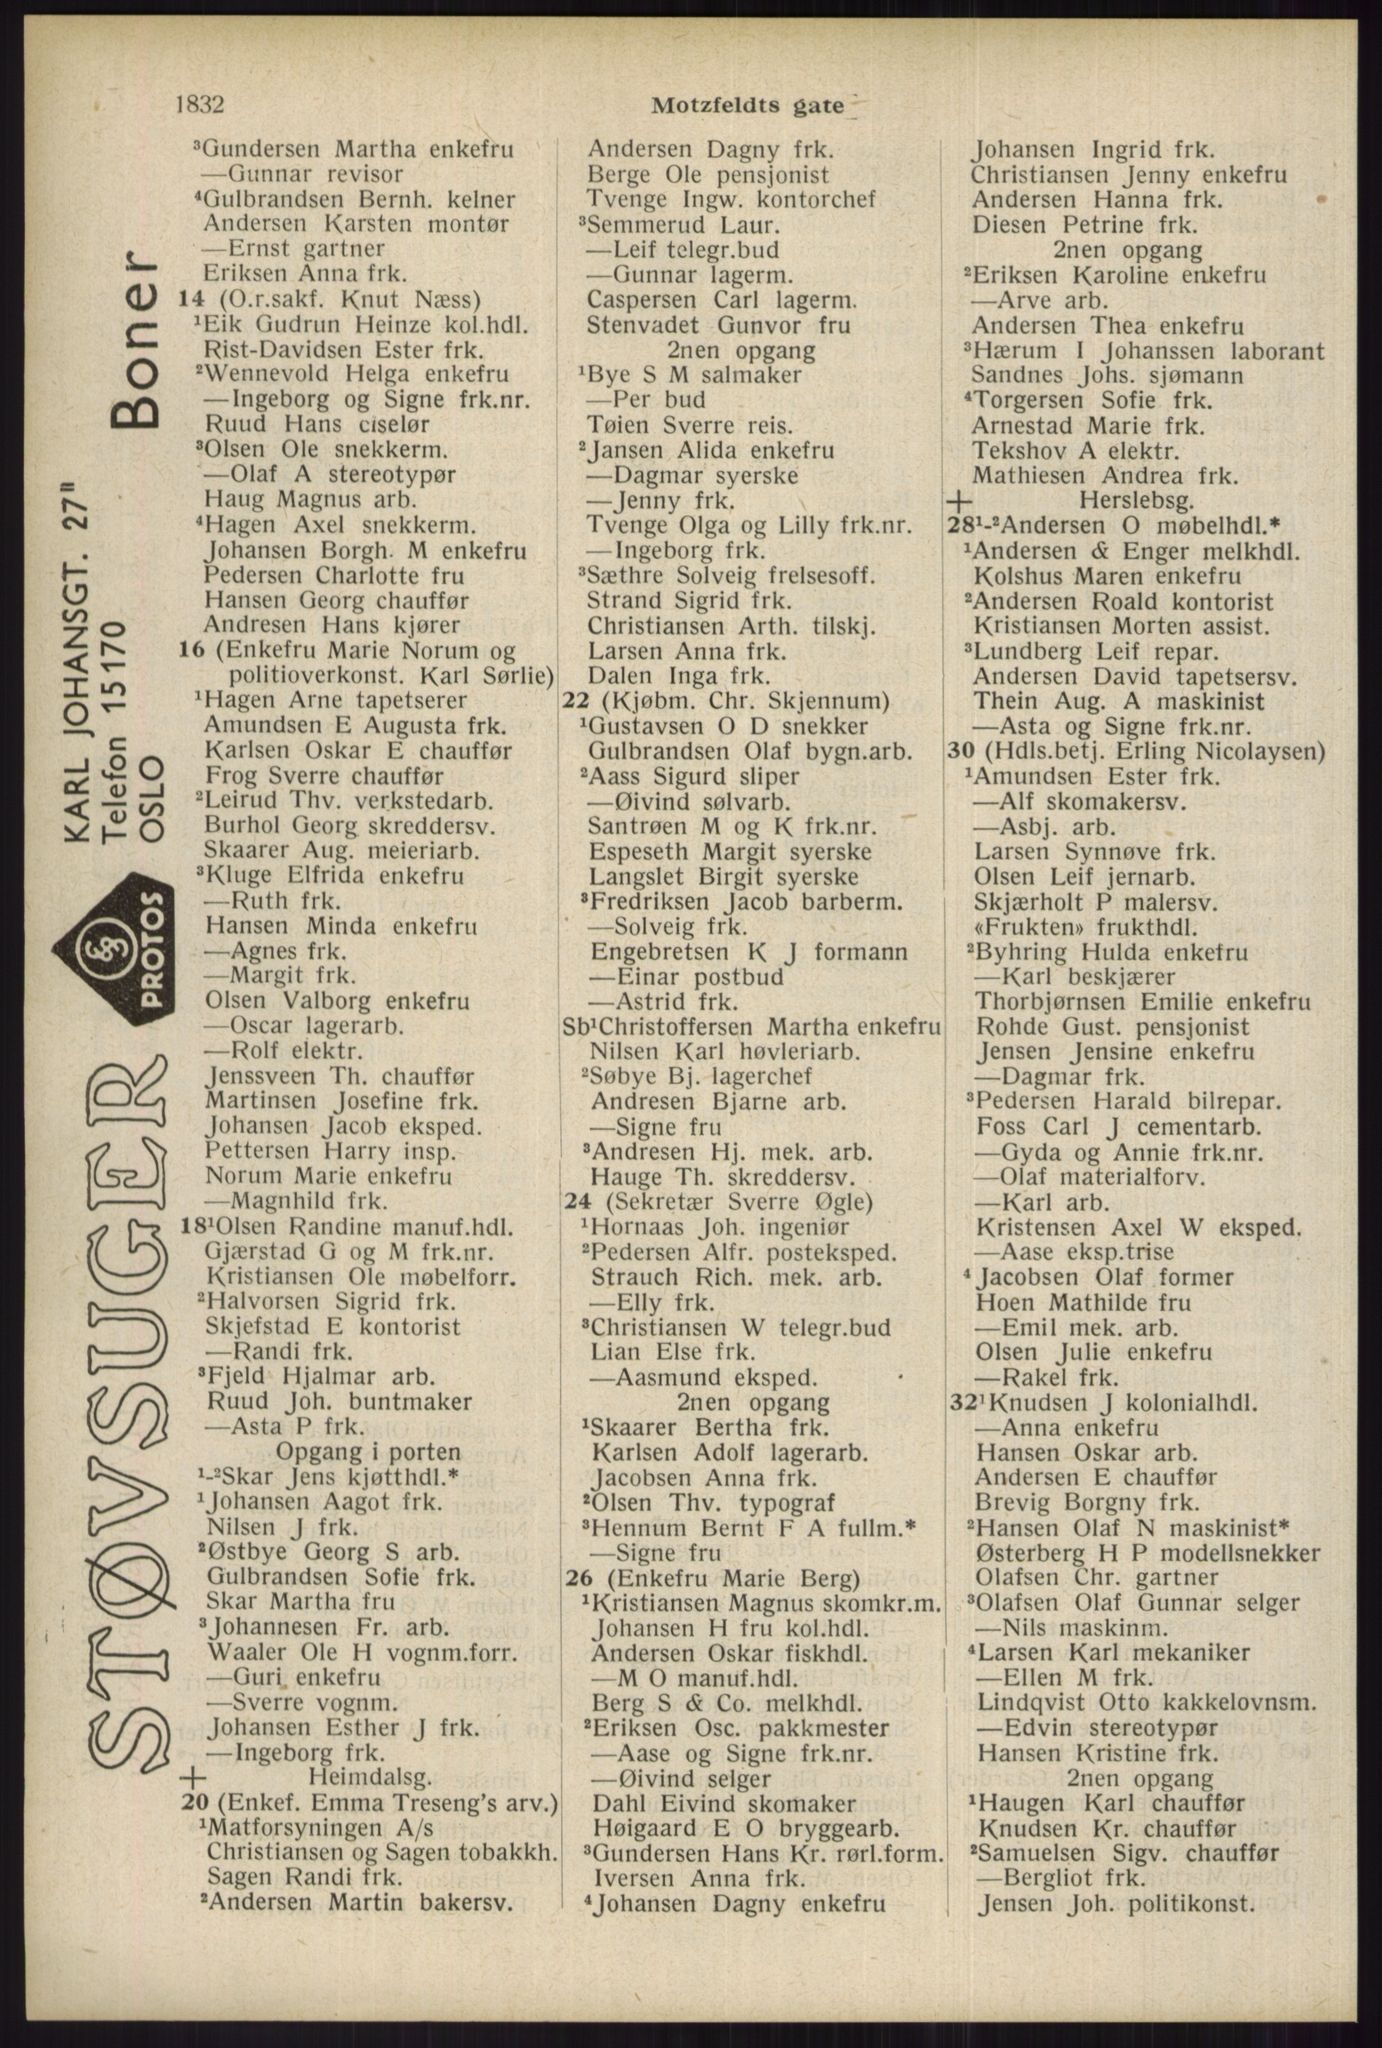 1832
Motzfeldts gate
³Gundersen Martha enkefru
—Gunnar revisor
⁴Gulbrandsen Bernh. kelner
Andersen Karsten montør
—Ernst gartner
Eriksen Anna frk.
14 (O.r.sakf. Knut Næss)
¹Eik Gudrun Heinze kol.hdl.
Rist-Davidsen Ester frk.
²Wennevold Helga enkefru
—Ingeborg og Signe frk.nr.
Ruud Hans ciselør
³Olsen Ole snekkerm.
—Olaf A stereotypør
Haug Magnus arb.
⁴Hagen Axel snekkerm.
Johansen Borgh. M enkefru
Pedersen Charlotte fru
Hansen Georg chauffør
Andresen Hans kjører
16 (Enkefru Marie Norum og
politioverkonst. Karl Sørlie)
¹Hagen Arne tapetserer
Amundsen E Augusta frk.
Karlsen Oskar E chauffør
Frog Sverre chauffør
²Leirud Thv. verkstedarb.
Burhol Georg skreddersv.
Skaarer Aug. meieriarb.
³Kluge Elfrida enkefru
—Ruth frk.
Hansen Minda enkefru
—Agnes frk.
—Margit frk.
Olsen Valborg enkefru
—Oscar lagerarb.
—Rolf elektr.
Jenssveen Th. chauffør
Martinsen Josefine frk.
Johansen Jacob eksped.
Pettersen Harry insp.
Norum Marie enkefru
—Magnhild frk.
18¹Olsen Randine manuf.hdl.
Gjærstad G og M frk.nr.
Kristiansen Ole møbelforr.
²Halvorsen Sigrid frk.
Skjefstad E kontorist
—Randi frk.
³Fjeld Hjalmar arb.
Ruud Joh. buntmaker
—Asta P frk.
Opgang i porten
¹-²Skar Jens kjøtthdl.*
¹Johansen Aagot frk.
Nilsen J frk.
²Østbye Georg S arb.
Gulbrandsen Sofie frk.
Skar Martha fru
³Johannesen Fr. arb.
Waaler Ole H vognm.forr.
—Guri enkefru
—Sverre vognm.
Johansen Esther J frk.
—Ingeborg frk.
+ Heimdalsg.
20 (Enkef. Emma Treseng's arv.)
¹Matforsyningen A/s
Christiansen og Sagen tobakkh.
Sagen Randi frk.
²Andersen Martin bakersv.
Andersen Dagny frk.
Berge Ole pensjonist
Tvenge Ingw. kontorchef
³Semmerud Laur.
—Leif telegr.bud
—Gunnar lagerm.
Caspersen Carl lagerm.
Stenvadet Gunvor fru
2nen opgang
¹Bye S M salmaker
—Per bud
Tøien Sverre reis.
²Jansen Alida enkefru
—Dagmar syerske
—Jenny frk.
Tvenge Olga og Lilly frk.nr.
—Ingeborg frk.
³Sæthre Solveig frelsesoff.
Strand Sigrid frk.
Christiansen Arth. tilskj.
Larsen Anna frk.
Dalen Inga frk.
22 (Kjøbm. Chr. Skjennum)
¹Gustavsen O D snekker
Gulbrandsen Olaf bygn.arb.
²Aass Sigurd sliper
—Øivind sølvarb.
Santrøen M og K frk.nr.
Espeseth Margit syerske
Langslet Birgit syerske
³Fredriksen Jacob barberm.
—Solveig frk.
Engebretsen K J formann
—Einar postbud
—Astrid frk.
Sb¹Christoffersen Martha enkefru
Nilsen Karl høvleriarb.
²Søbye Bj. lagerchef
Andresen Bjarne arb.
—Signe fru
³Andresen Hj. mek. arb.
Hauge Th. skreddersv.
24 (Sekretær Sverre Øgle)
¹Hornaas Joh. ingeniør
²Pedersen Alfr. posteksped.
Strauch Rich. mek. arb.
—Elly frk.
³Christiansen W telegr.bud
Lian Else frk.
—Aasmund eksped.
2nen opgang
¹Skaarer Bertha frk.
Karlsen Adolf lagerarb.
Jacobsen Anna frk.
²Olsen Thv. typograf
³Hennum Bernt F A fullm.*
—Signe fru
26 (Enkefru Marie Berg)
¹Kristiansen Magnus skomkr.m.
Johansen H fru kol.hdl.
Andersen Oskar fiskhdl.
—M O manuf.hdl.
Berg S & Co. melkhdl.
²Eriksen Osc. pakkmester
—Aase og Signe frk.nr.
—Øivind selger
Dahl Eivind skomaker
Høigaard E O bryggearb.
³Gundersen Hans Kr. rørl.form.
Iversen Anna frk.
⁴Johansen Dagny enkefru
Johansen Ingrid frk.
Christiansen Jenny enkefru
Andersen Hanna frk.
Diesen Petrine frk.
2nen opgang
²Eriksen Karoline enkefru
—Arve arb.
Andersen Thea enkefru
³Hærum I Johanssen laborant
Sandnes Johs. sjømann
⁴Torgersen Sofie frk.
Arnestad Marie frk.
Tekshov A elektr.
Mathiesen Andrea frk.
+ Herslebsg.
28¹-²Andersen O møbelhdl.*
¹Andersen & Enger melkhdl.
Kolshus Maren enkefru
²Andersen Roald kontorist
Kristiansen Morten assist.
³Lundberg Leif repar.
Andersen David tapetsersv.
Thein Aug. A maskinist
—Asta og Signe frk.nr.
30 (Hdls.betj. Erling Nicolaysen)
¹Amundsen Ester frk.
—Alf skomakersv.
—Asbj. arb.
Larsen Synnøve frk.
Olsen Leif jernarb.
Skjærholt P malersv.
«Frukten» frukthdl.
²Byhring Hulda enkefru
—Karl beskjærer
Thorbjørnsen Emilie enkefru
Rohde Gust. pensjonist
Jensen Jensine enkefru
—Dagmar frk.
³Pedersen Harald bilrepar.
Foss Carl J cementarb.
—Gyda og Annie frk.nr.
—Olaf materialforv.
—Karl arb.
Kristensen Axel W eksped.
—Aase eksp.trise
⁴Jacobsen Olaf former
Hoen Mathilde fru
—Emil mek. arb.
Olsen Julie enkefru
—Rakel frk.
32¹Knudsen J kolonialhdl.
—Anna enkefru
Hansen Oskar arb.
Andersen E chauffør
Brevig Borgny frk.
²Hansen Olaf N maskinist*
Østerberg H P modellsnekker
Olafsen Chr. gartner
³Olafsen Olaf Gunnar selger
—Nils maskinm.
⁴Larsen Karl mekaniker
—Ellen M frk.
Lindqvist Otto kakkelovnsm.
—Edvin stereotypør
Hansen Kristine frk.
2nen opgang
¹Haugen Karl chauffør
Knudsen Kr. chauffør
²Samuelsen Sigv. chauffør
—Bergliot frk.
Jensen Joh. politikonst.
STØVSUGER
PROTOS
KARL JOHANSGT. 27"
Telefon 15170
OSLO
Boner